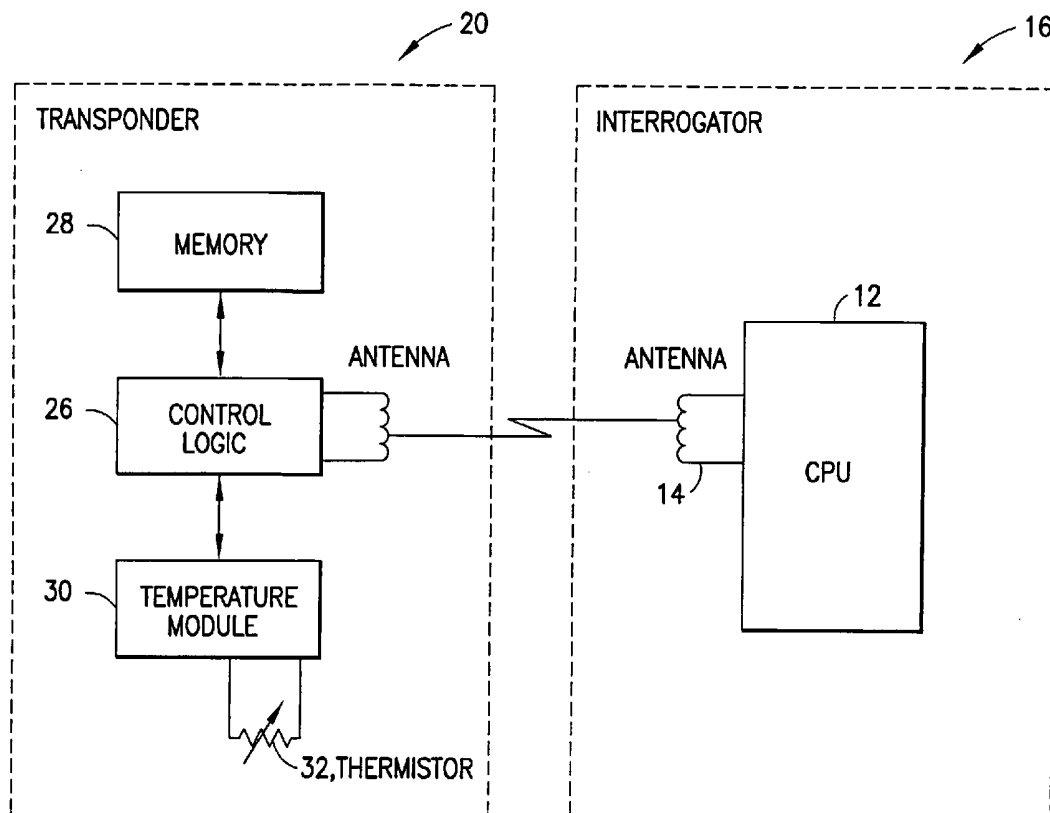 20
16
TRANSPONDER
INTERROGATOR
28
MEMORY
12
ANTENNA
ANTENNA
26
CONTROL
LOGIC
14
CPU
30
TEMPERATURE
MODULE
32,THERMISTOR